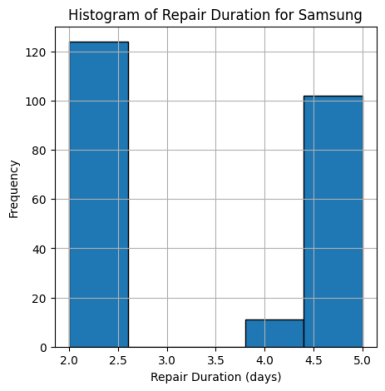 Histogram of Repair Duration for Samsung
120
100
80
60
40
20
0
Frequency
2.0 2.5 3.0 3.5 4.0 4.5 5.0
Repair Duration (days)